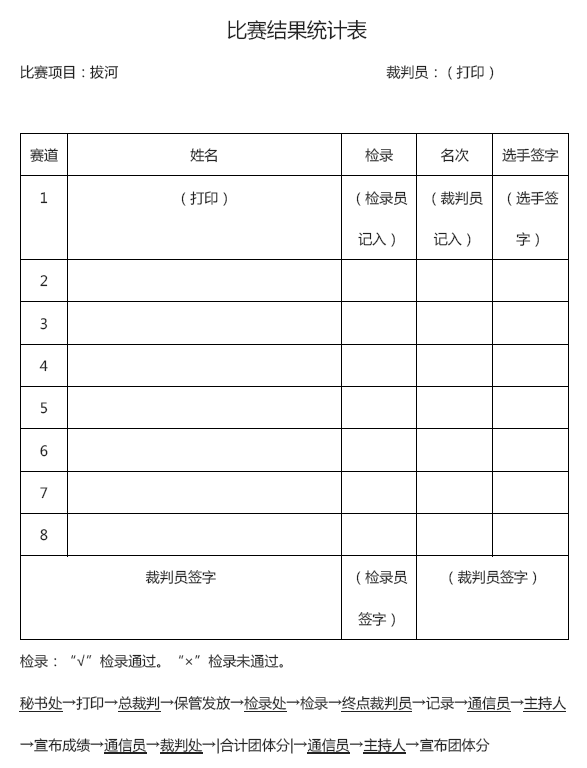 比赛结果统计表
比赛项目：拔河 裁判员：（打印）
赛道 姓名 检录 名次 选手签字
1 （打印） （检录员记入） （裁判员记入） （选手签字）
2
3
4
5
6
7
8
裁判员签字 （检录员签字） （裁判员签字）
检录：“√”检录通过。“×”检录未通过。
秘书处→打印→总裁判→保管发放→检录处→检录→终点裁判员→记录→通信员→主持人
→宣布成绩→通信员→裁判处→|合计团体分|→通信员→主持人→宣布团体分